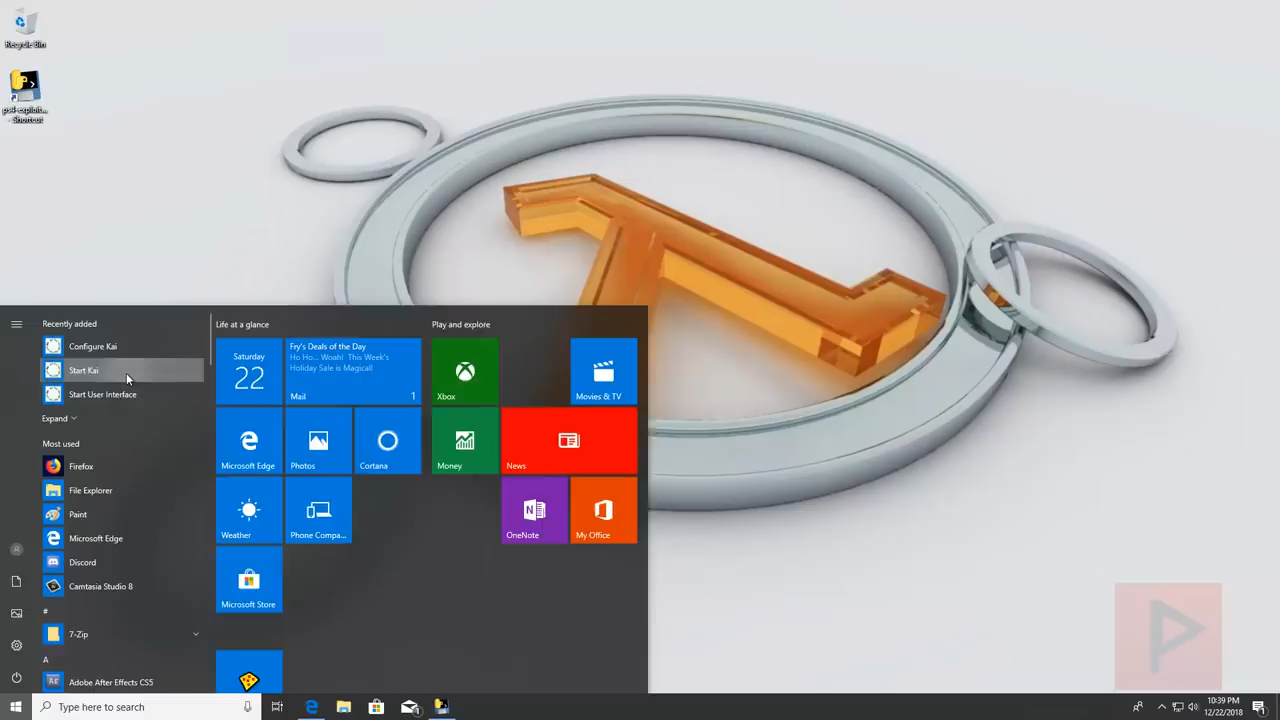 Recycle Bin
ps4-exploit...
- Shortcut
Recently added
Configure Kai
Start Kai
Start User Interface
Expand
Most used
Firefox
File Explorer
Paint
Microsoft Edge
Discord
Camtasia Studio 8
#
7-Zip
A
Adobe After Effects CS5
Life at a glance
Saturday
22
Fry's Deals of the Day
Ho Ho... Woah! This Week's
Holiday Sale is Magical!
Mail 1
Microsoft Edge
Photos
Cortana
Weather
Phone Compa...
Microsoft Store
Play and explore
Xbox
Movies & TV
Money
News
OneNote
My Office
Type here to search
10:39 PM
12/22/2018